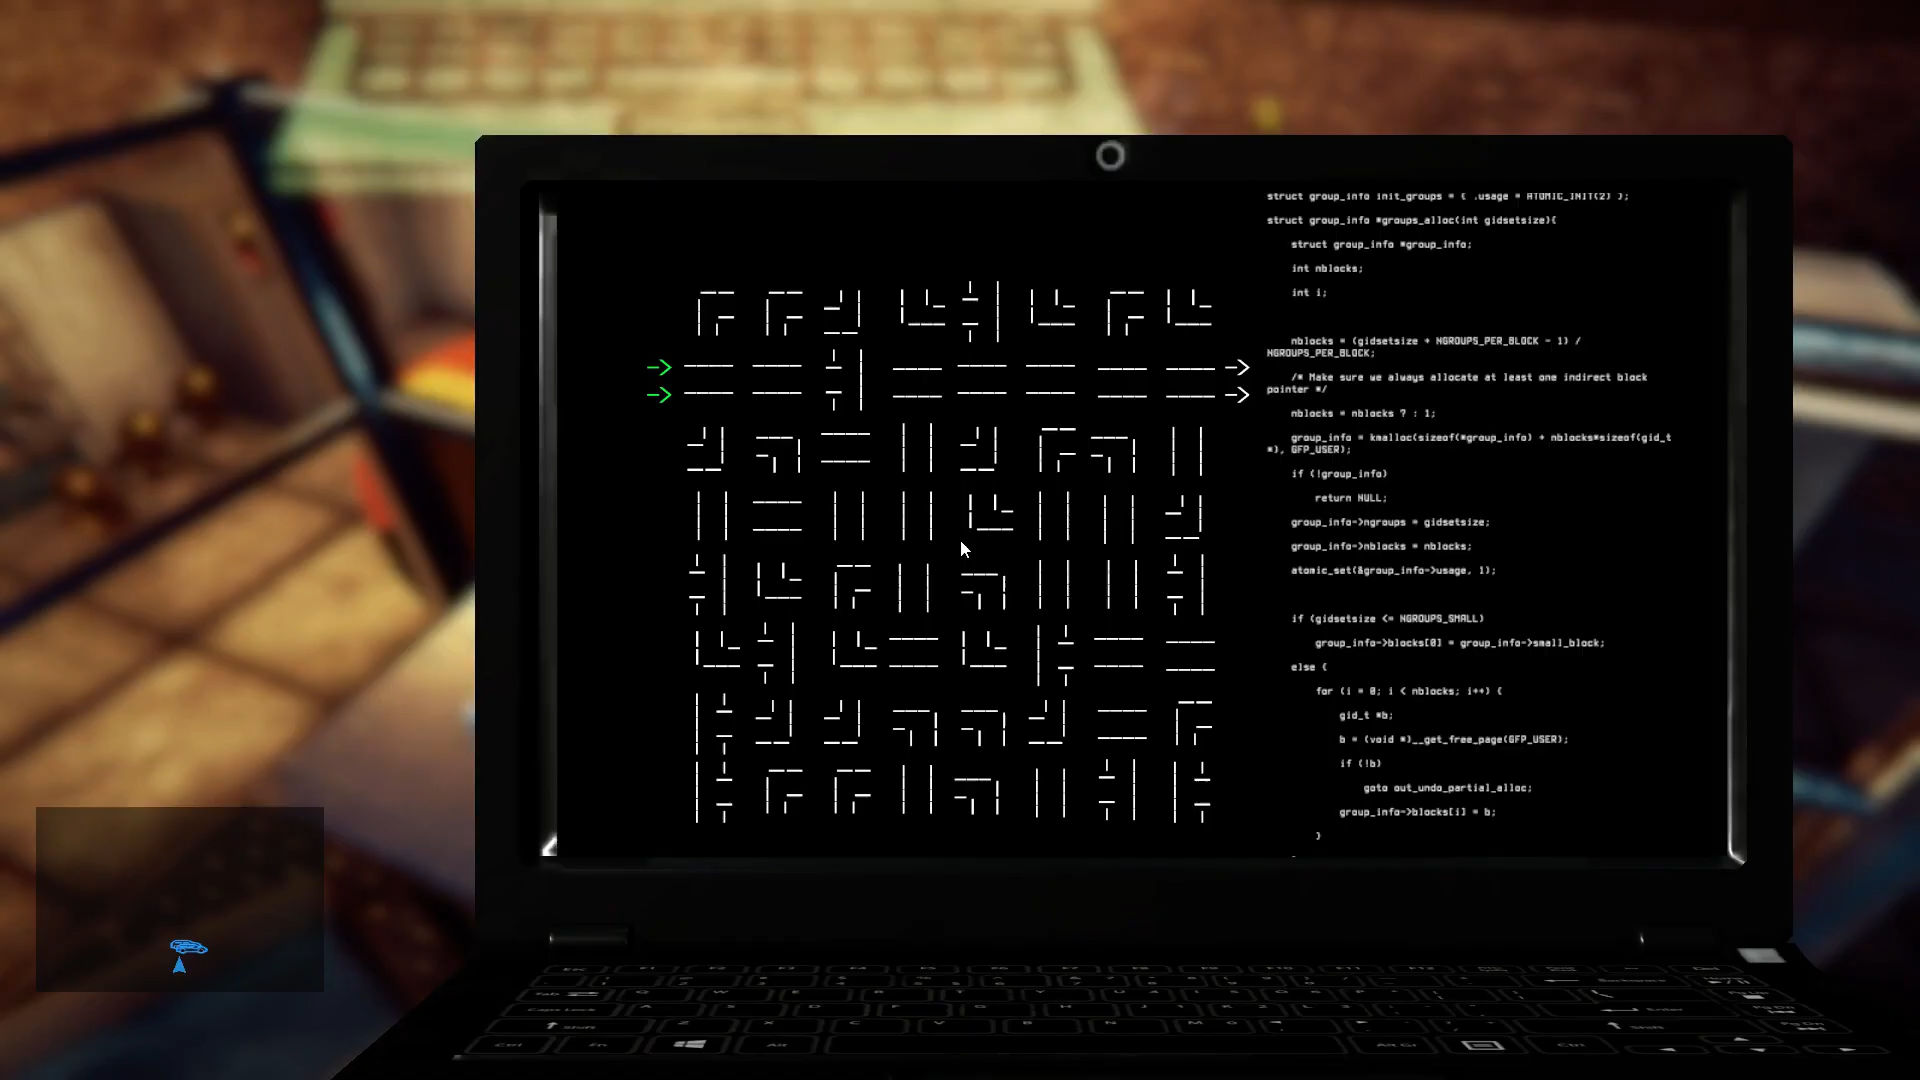 struct group_info init_groups = { .usage = ATOMIC_INIT(2) };
struct group_info *groups_alloc(int gidsetsize){
struct group_info *group_info;
int nblocks;
int i;
nblocks = (gidsetsize + NGROUPS_PER_BLOCK - 1) /
NGROUPS_PER_BLOCK;
/* Make sure we always allocate at least one indirect block
pointer */
nblocks = nblocks ? : 1;
group_info = kmalloc(sizeof(*group_info) + nblocks*sizeof(gid_t
*), GFP_USER);
if (!group_info)
return NULL;
group_info->ngroups = gidsetsize;
group_info->nblocks = nblocks;
atomic_set(&group_info->usage, 1);
if (gidsetsize <= NGROUPS_SMALL)
group_info->blocks[0] = group_info->small_block;
else {
for (i = 0; i < nblocks; i++) {
gid_t *b;
b = (void *)__get_free_page(GFP_USER);
if (!b)
goto out_undo_partial_alloc;
group_info->blocks[i] = b;
}